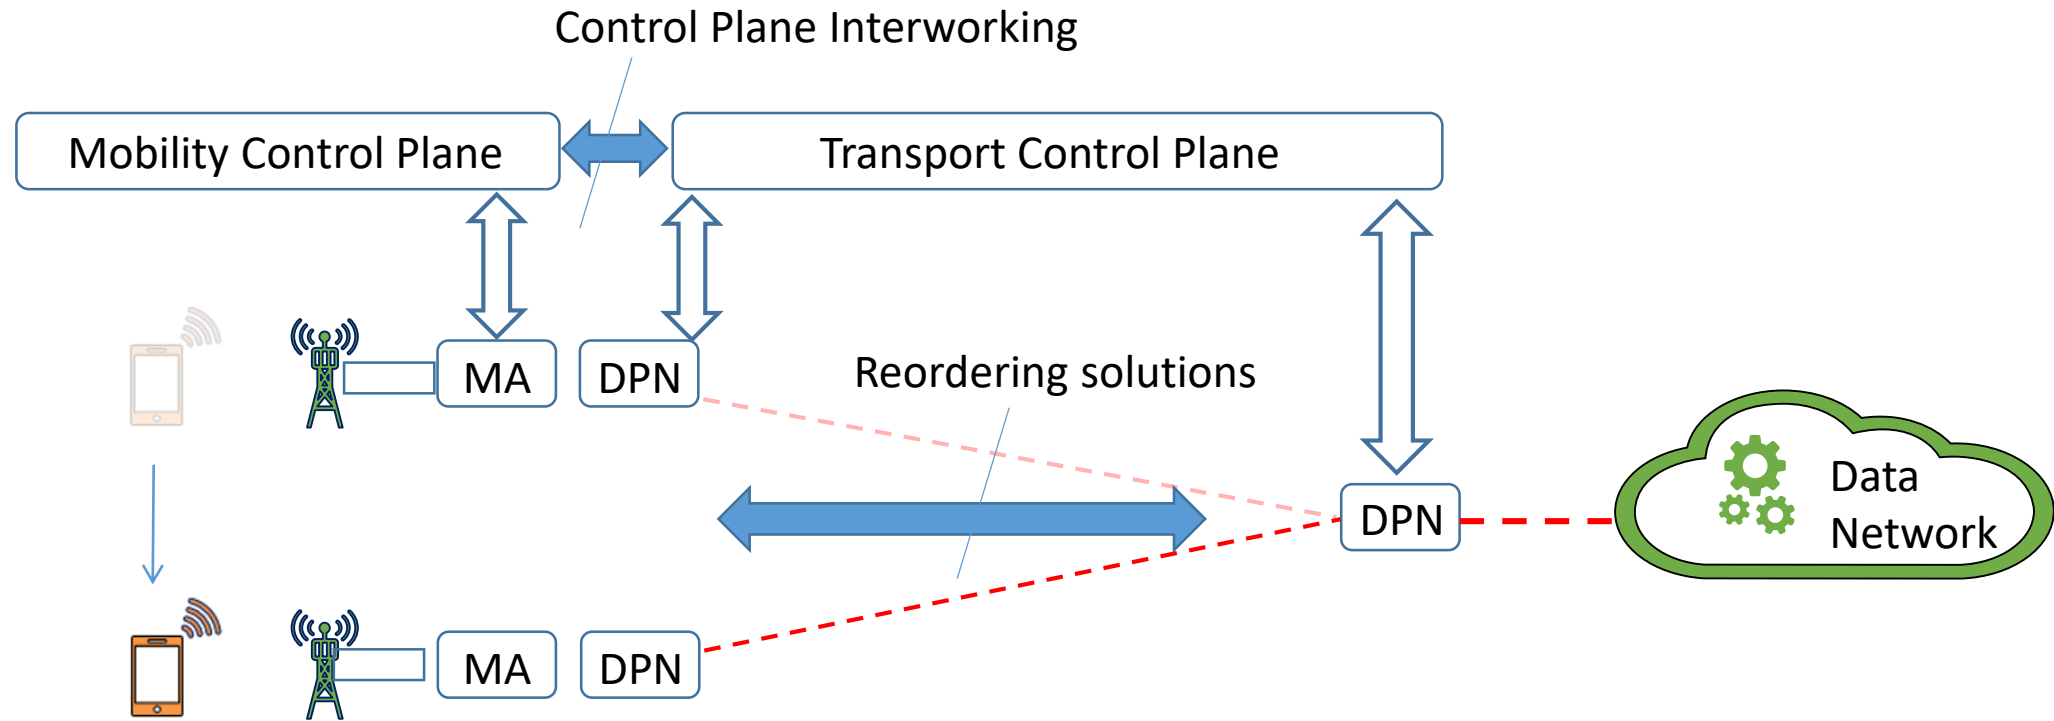 Control Plane Interworking
Mobility Control Plane
Transport Control Plane
MA
DPN
Reordering solutions
Data
Network
DPN
MA
DPN